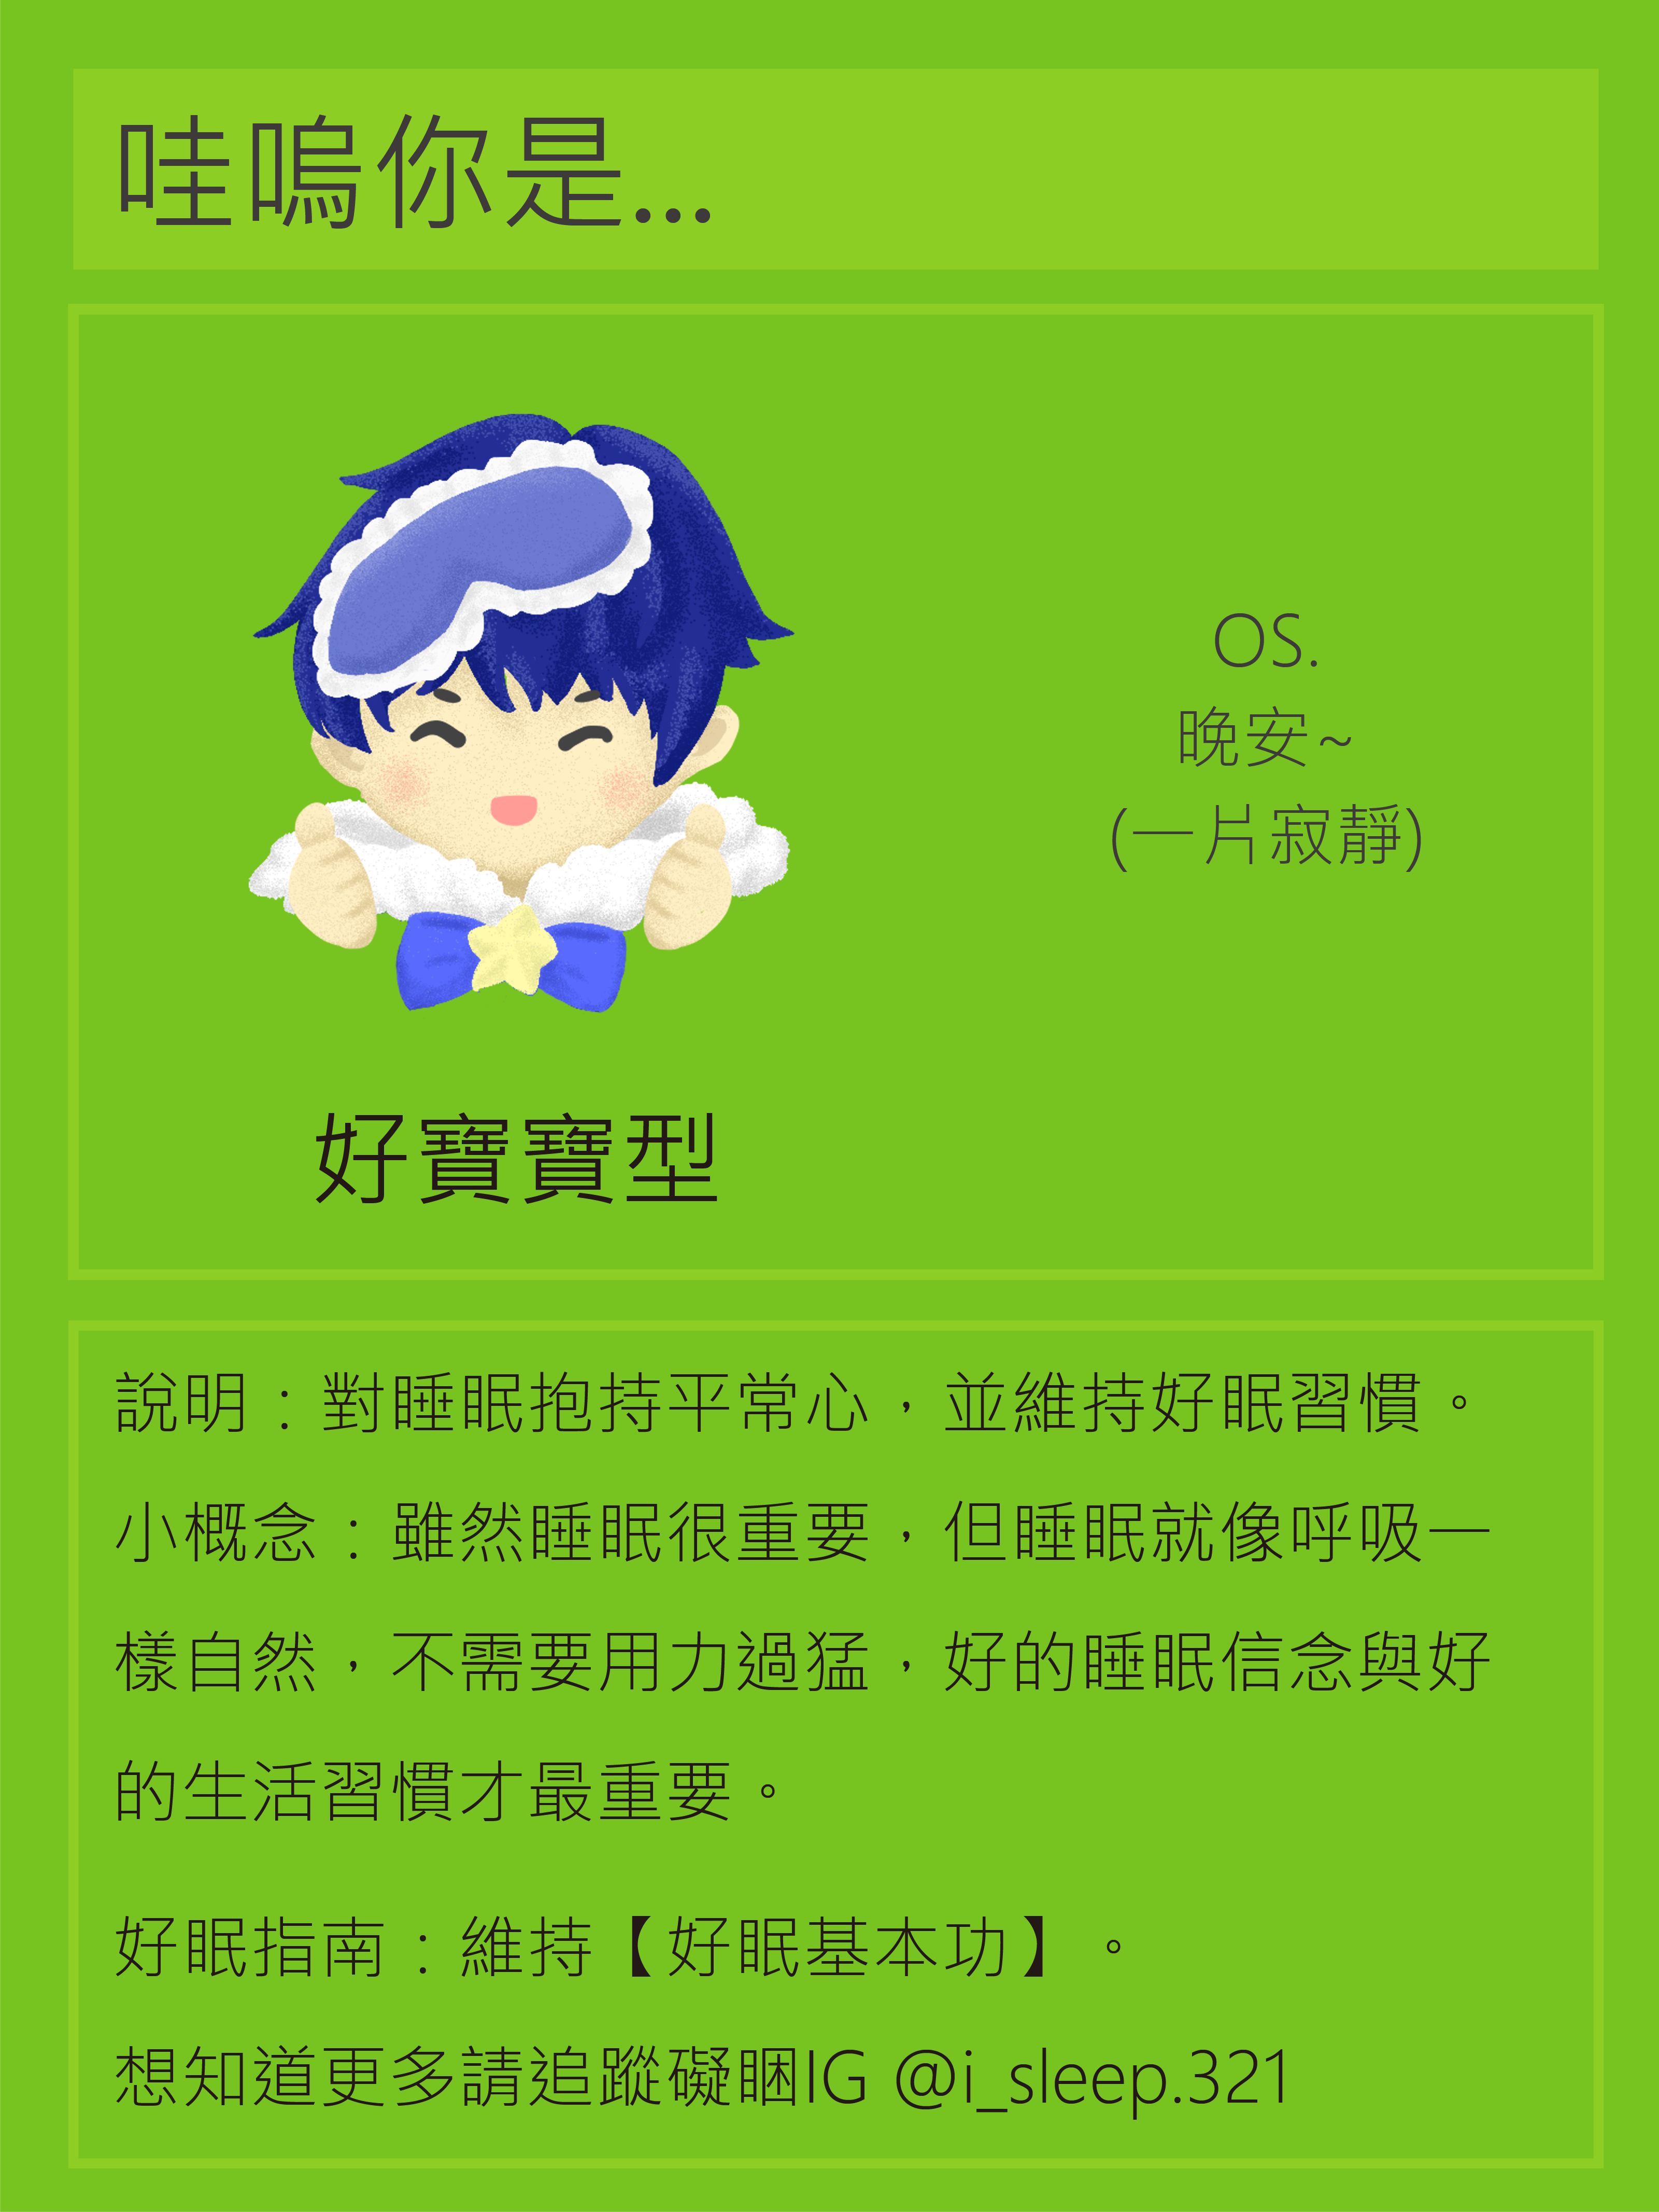 哇嗚你是...
OS.
晚安~
(一片寂靜)
好寶寶型
說明：對睡眠抱持平常心，並維持好眠習慣。
小概念：雖然睡眠很重要，但睡眠就像呼吸一
樣自然，不需要用力過猛，好的睡眠信念與好
的生活習慣才最重要。
好眠指南：維持【好眠基本功】。
想知道更多請追蹤礙睏IG @i_sleep.321